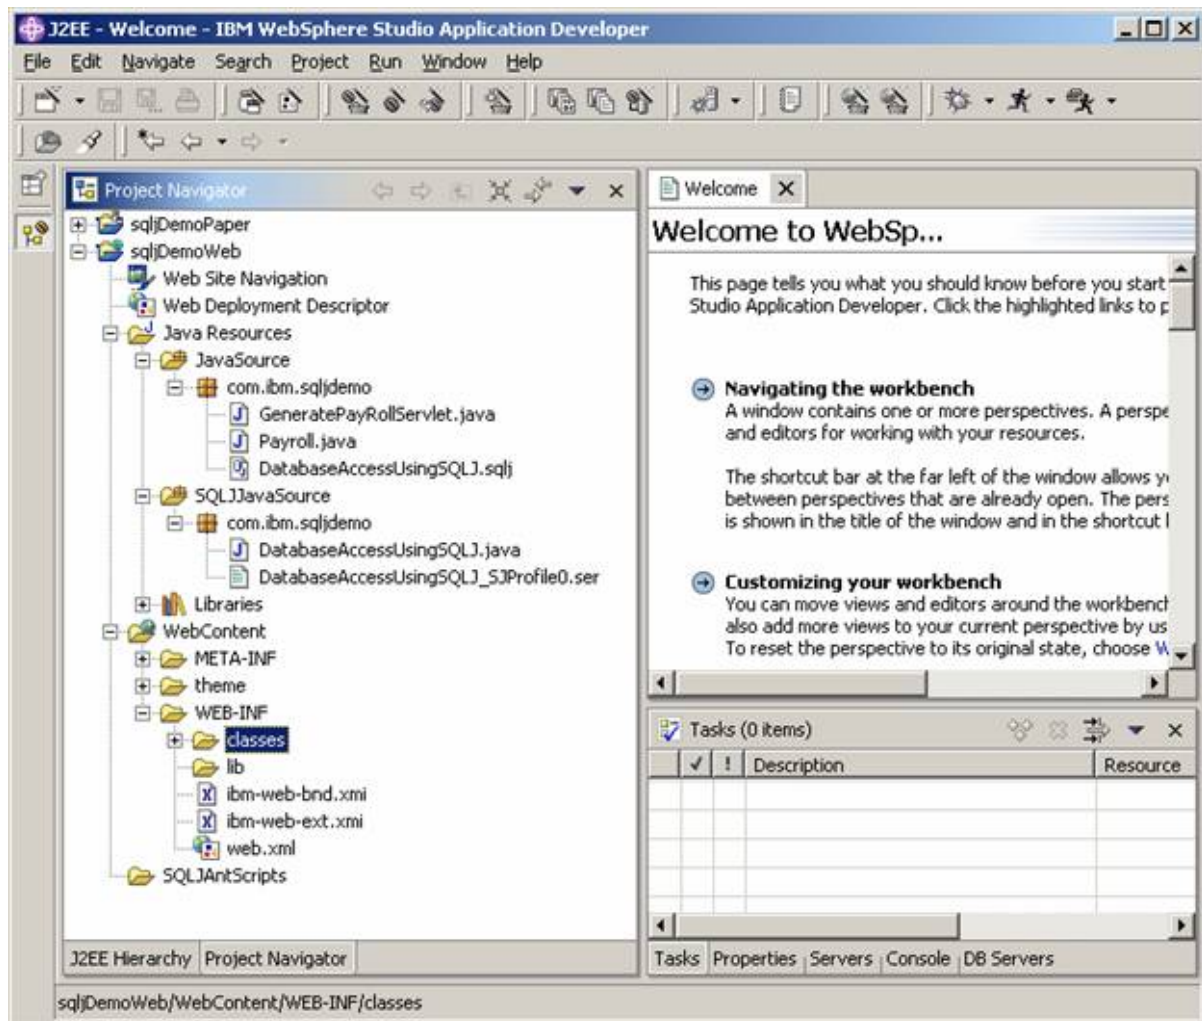 J2EE - Welcome - IBM WebSphere Studio Application Developer
File Edit Navigate Search Project Run Window Help
Project Navigator
sqljDemoPaper
sqljDemoWeb
Web Site Navigation
Web Deployment Descriptor
Java Resources
JavaSource
com.ibm.sqljdemo
GeneratePayRollServlet.java
Payroll.java
DatabaseAccessUsingSQLJ.sqlj
SQLJJavaSource
com.ibm.sqljdemo
DatabaseAccessUsingSQLJ.java
DatabaseAccessUsingSQLJ_SJProfile0.ser
Libraries
WebContent
META-INF
theme
WEB-INF
classes
lib
ibm-web-bnd.xmi
ibm-web-ext.xmi
web.xml
SQLJAntScripts
J2EE Hierarchy Project Navigator
Welcome
Welcome to WebSp...
This page tells you what you should know before you start
Studio Application Developer. Click the highlighted links to
Navigating the workbench
A window contains one or more perspectives. A perspe
and editors for working with your resources.
The shortcut bar at the far left of the window allows
between perspectives that are already open. The pers
is shown in the title of the window and in the shortcut
Customizing your workbench
You can move views and editors around the workbench
also add more views to your current perspective by us
To reset the perspective to its original state, choose W
Tasks (0 items)
! Description Resource
Tasks Properties Servers Console DB Servers
sqljDemoWeb/WebContent/WEB-INF/classes